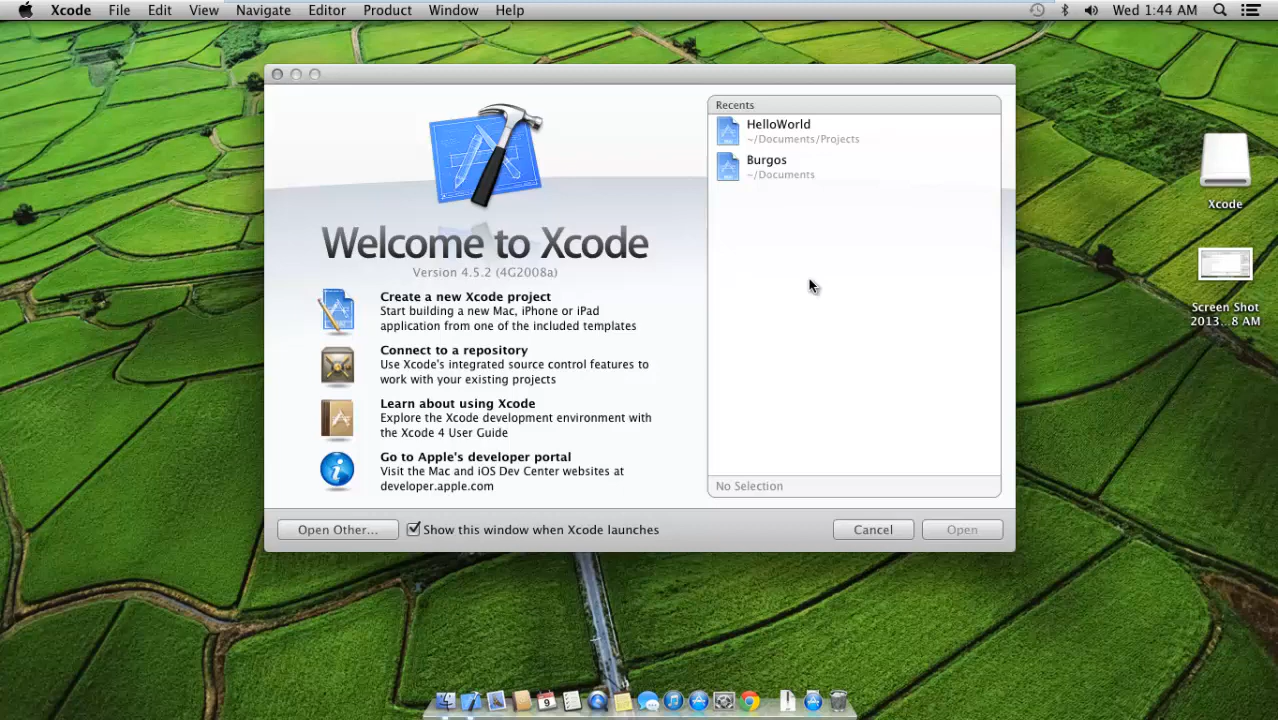 Xcode File Edit View Navigate Editor Product Window Help Wed 1:44 AM
Welcome to Xcode
Version 4.5.2 (4G2008a)
Create a new Xcode project
Start building a new Mac, iPhone or iPad
application from one of the included templates
Connect to a repository
Use Xcode's integrated source control features to
work with your existing projects
Learn about using Xcode
Explore the Xcode development environment with
the Xcode 4 User Guide
Go to Apple's developer portal
Visit the Mac and iOS Dev Center websites at
developer.apple.com
Recents
HelloWorld
~/Documents/Projects
Burgos
~/Documents
No Selection
Open Other... Show this window when Xcode launches Cancel Open
Xcode
Screen Shot
2013...8 AM
9